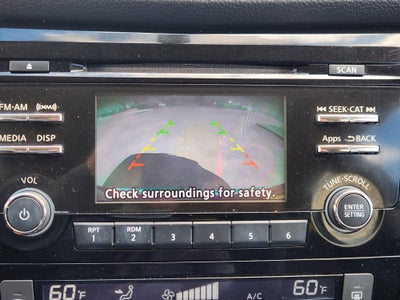 SCAN
FM·AM
SEEK·CAT
MEDIA
DISP
Apps
BACK
Check surroundings for safety.
VOL
TUNE·SCROLL
ENTER
SETTING
RPT
1
RDM
2
3
4
5
6
60°F
A/C
60°F